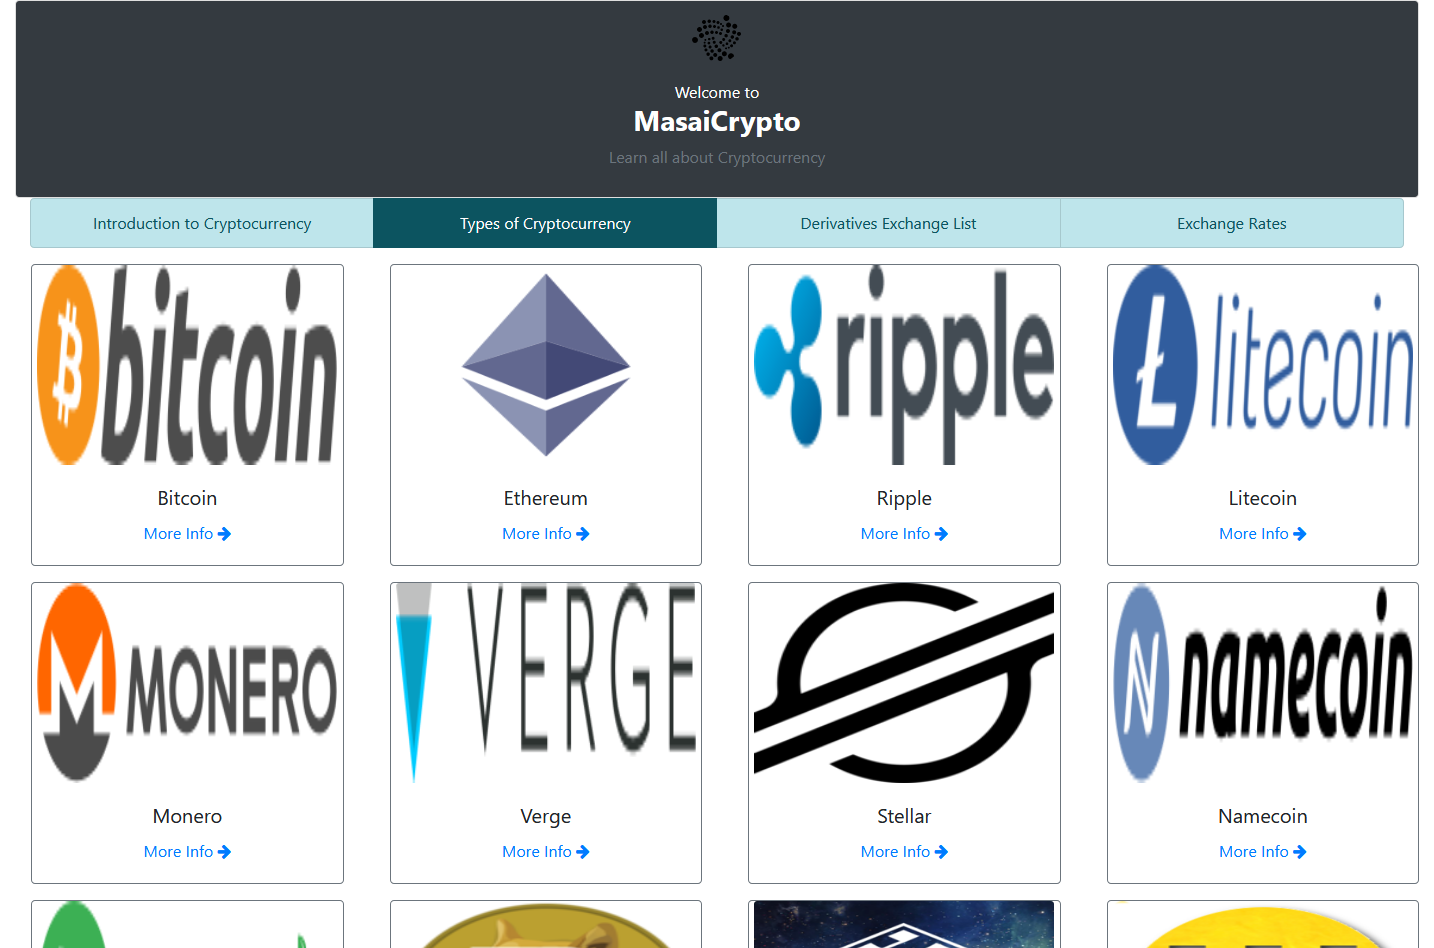 Welcome to
MasaiCrypto
Learn all about Cryptocurrency
Introduction to Cryptocurrency
Types of Cryptocurrency
Derivatives Exchange List
Exchange Rates
bitcoin
ripple
litecoin
Bitcoin
Ethereum
Ripple
Litecoin
More Info
More Info
More Info
More Info
MONERO
VERGE
namecoin
Monero
Verge
Stellar
Namecoin
More Info
More Info
More Info
More Info